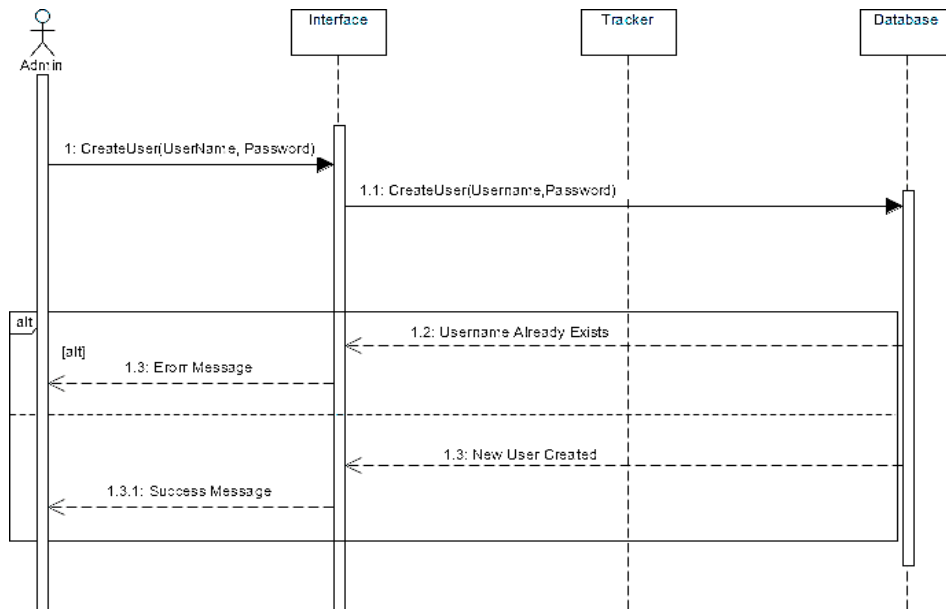 Interface
Tracker
Database
Admin
1: CreateUser(UserName, Password)
1.1: CreateUser(Username,Password)
alt
1.2: Username Already Exists
[alt]
1.3: Erorr Message
1.3: New User Created
1.3.1: Success Message